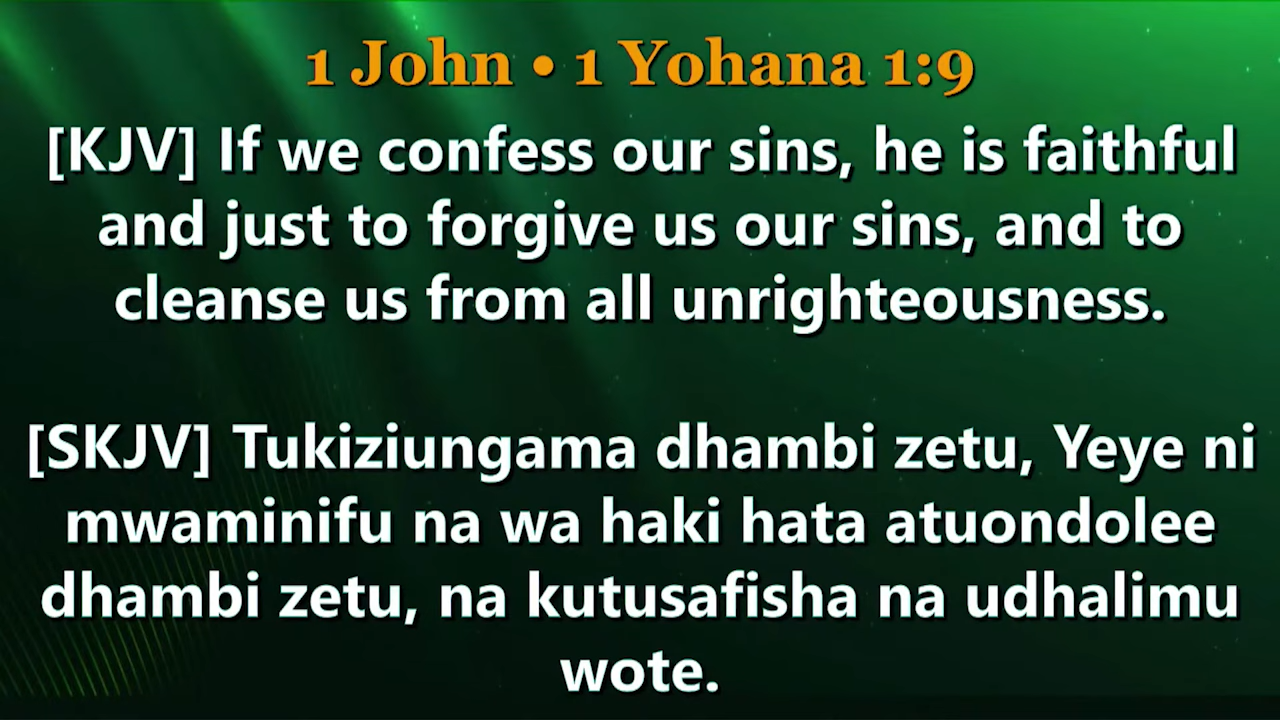 1 John • 1 Yohana 1:9
[KJV] If we confess our sins, he is faithful
and just to forgive us our sins, and to
cleanse us from all unrighteousness.
[SKJV] Tukiziungama dhambi zetu, Yeye ni
mwaminifu na wa haki hata atuondolee
dhambi zetu, na kutusafisha na udhalimu
wote.